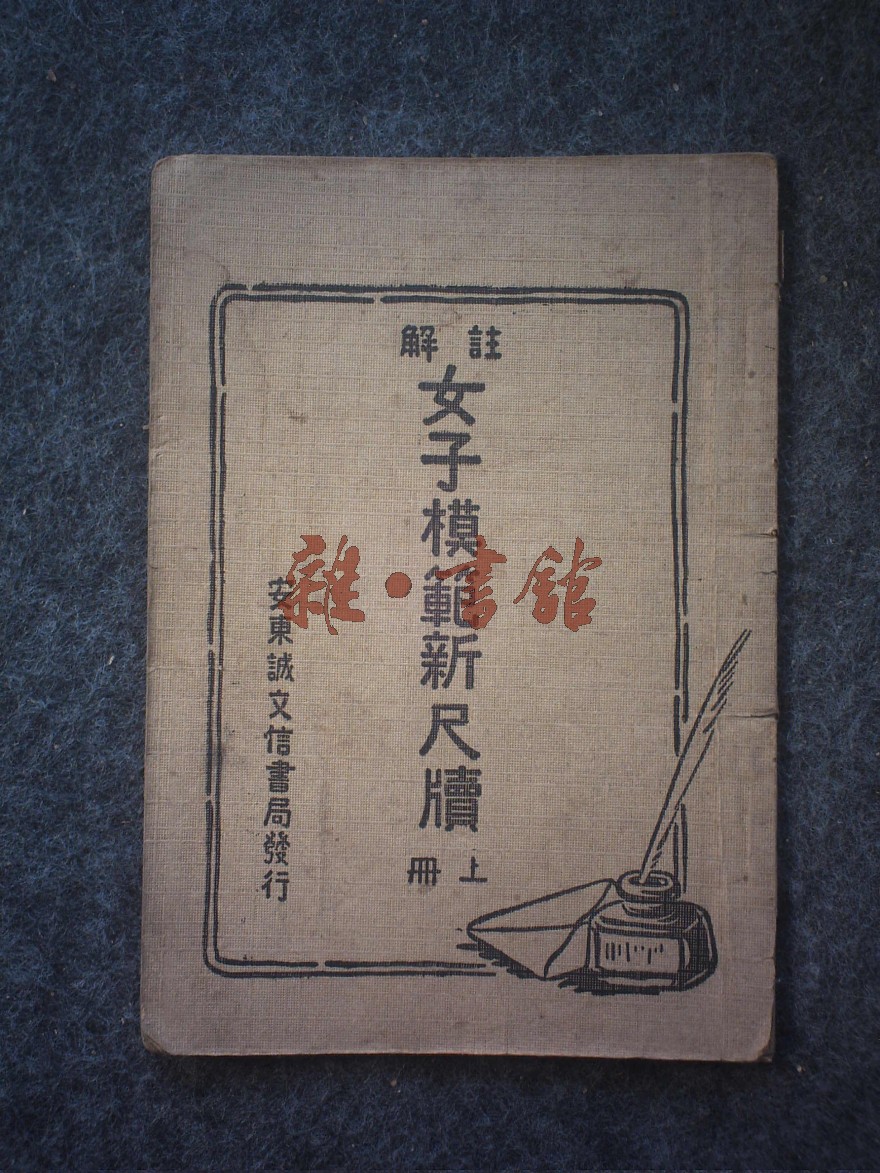 註解
女子模範新尺牘
上冊
安東誠文信書局發行
雜·書館